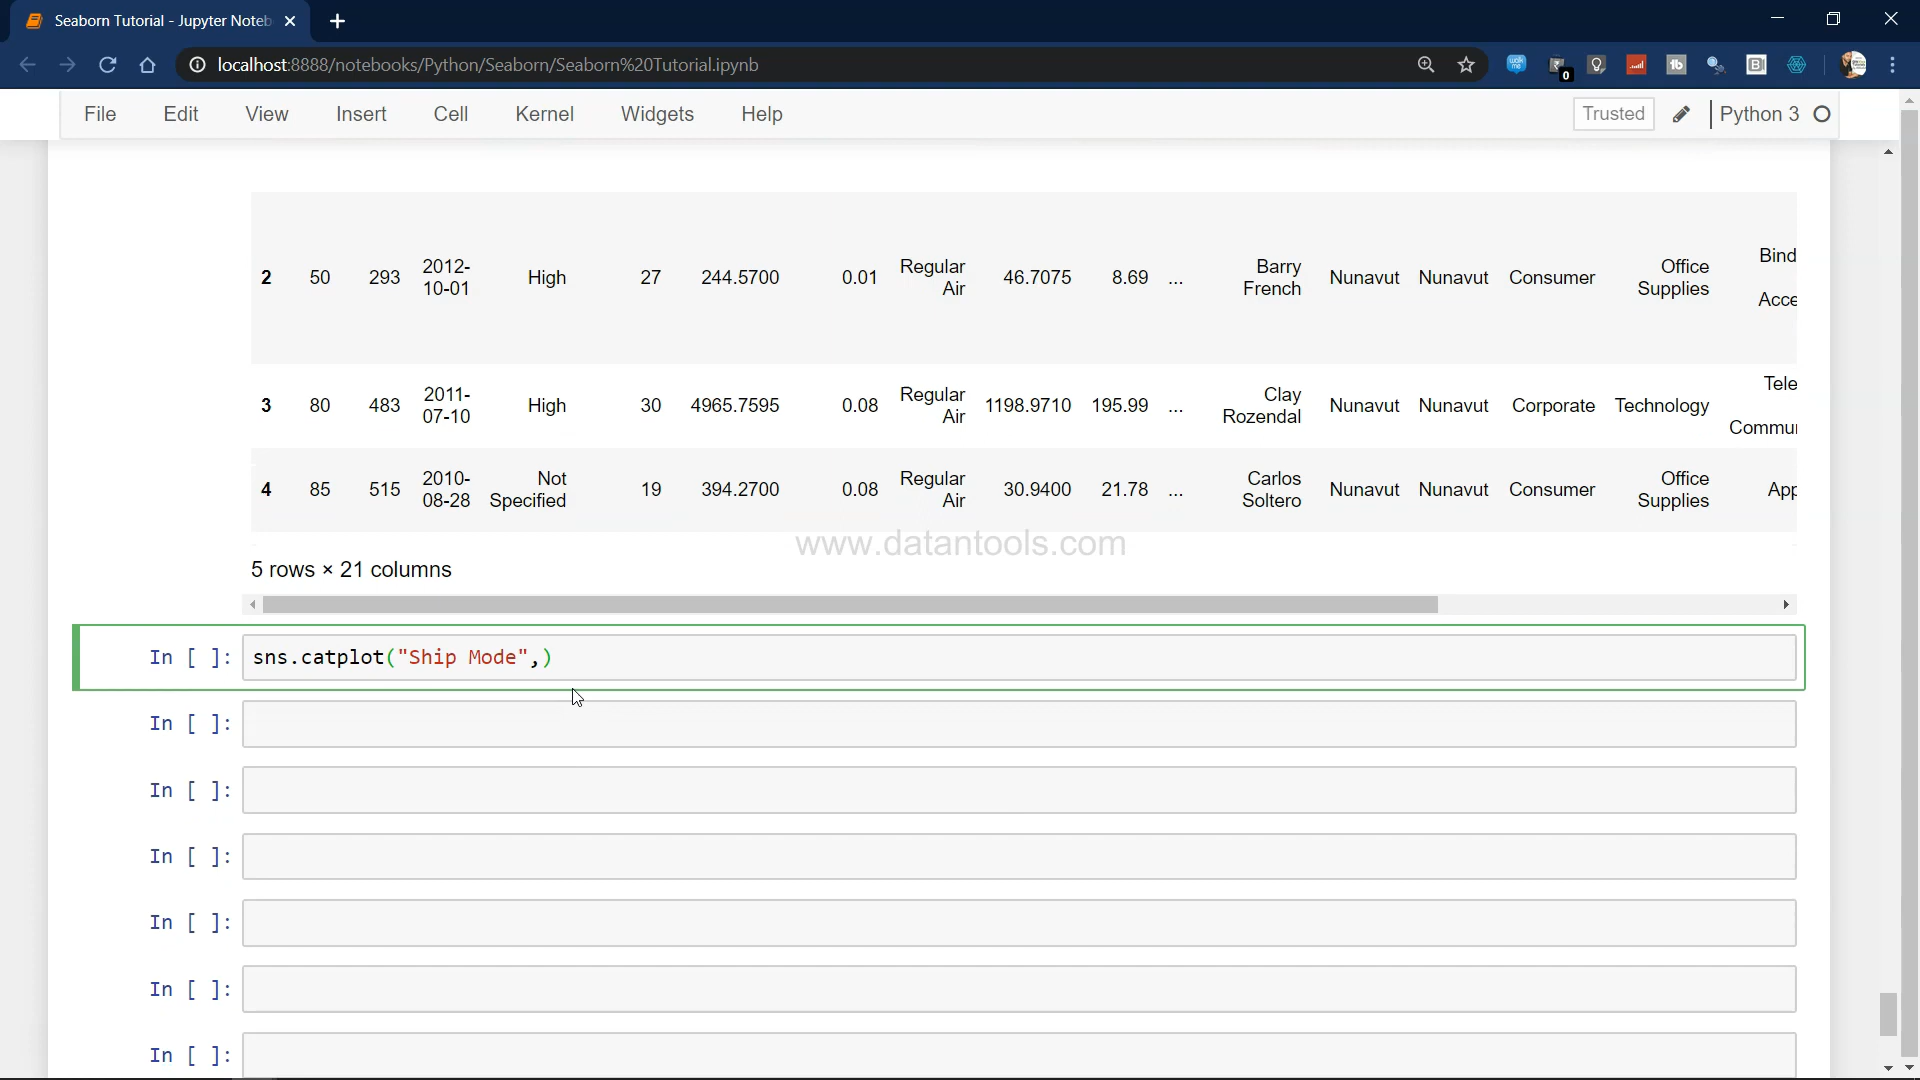 Seaborn Tutorial - Jupyter Noteb
localhost:8888/notebooks/Python/Seaborn/Seaborn%20Tutorial.ipynb
0
File Edit View Insert Cell Kernel Widgets Help Trusted Python 3
2 50 293 2012-10-01 High 27 244.5700 0.01 Regular Air 46.7075 8.69 ... Barry French Nunavut Nunavut Consumer Office Supplies Bind Acce
3 80 483 2011-07-10 High 30 4965.7595 0.08 Regular Air 1198.9710 195.99 ... Clay Rozendal Nunavut Nunavut Corporate Technology Tele Commu
4 85 515 2010-08-28 Not Specified 19 394.2700 0.08 Regular Air 30.9400 21.78 ... Carlos Soltero Nunavut Nunavut Consumer Office Supplies App
www.datantools.com
5 rows × 21 columns
In [ ]: sns.catplot("Ship Mode",)
In [ ]:
In [ ]:
In [ ]:
In [ ]:
In [ ]:
In [ ]: